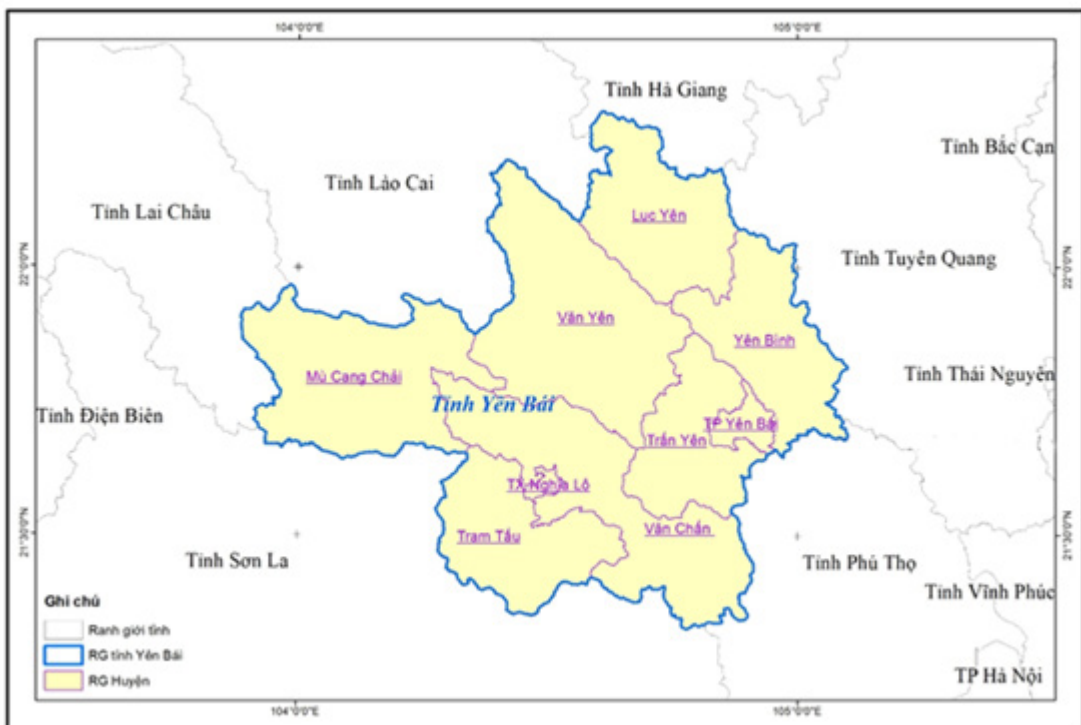 104°0'0"E
105°0'0"E
Tỉnh Hà Giang
Tỉnh Bắc Cạn
Tỉnh Lào Cai
Tỉnh Lai Châu
Lục Yên
22°0'N
Tỉnh Tuyên Quang
22°0'N
Văn Yên
Yên Bình
Mù Cang Chải
Tỉnh Thái Nguyên
Tỉnh Yên Bái
Tỉnh Điện Biên
TP Yên Bái
Trấn Yên
TX Nghĩa Lộ
Văn Chấn
Trạm Tấu
21°30'N
21°30'N
Tỉnh Sơn La
Tỉnh Phú Thọ
Tỉnh Vĩnh Phúc
Ghi chú
Ranh giới tỉnh
RG tỉnh Yên Bái
RG Huyện
TP Hà Nội
104°0'0"E
105°0'0"E